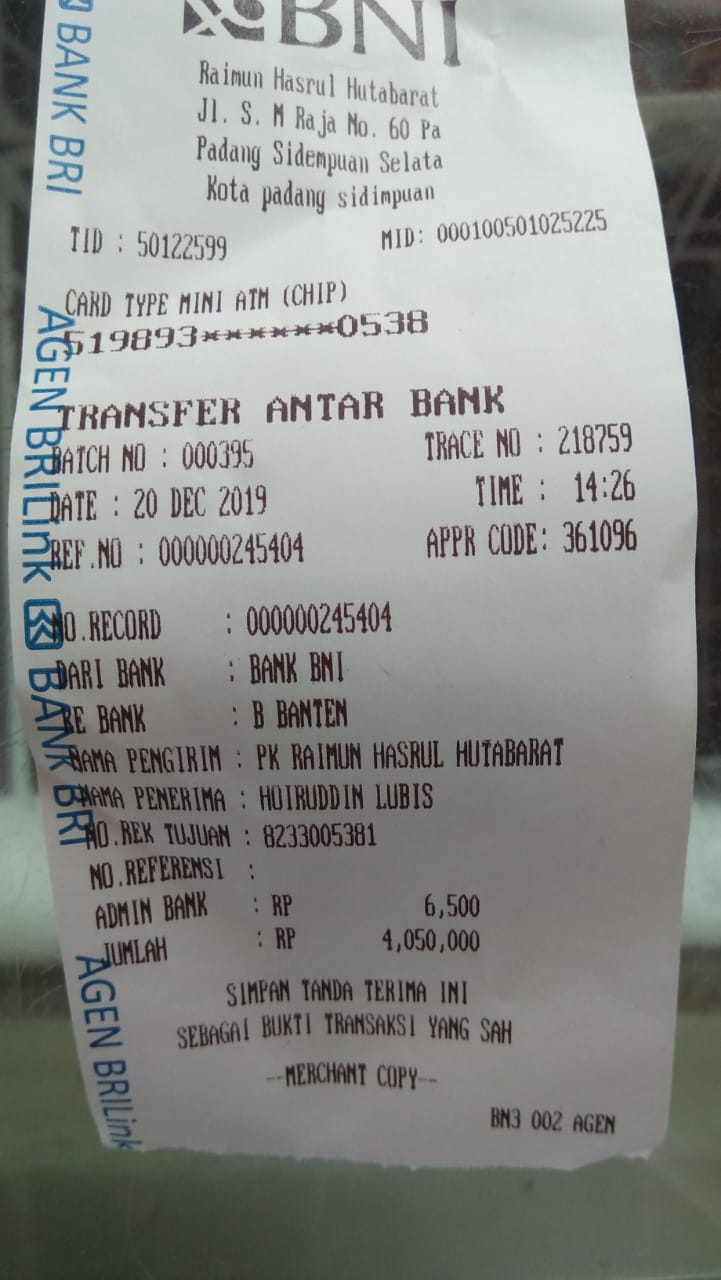 BNI
Raimun Hasrul Hutabarat
Jl. S. M Raja No. 60 Pa
Padang Sidempuan Selata
Kota padang sidimpuan
TID : 50122599 MID: 000100501025225
CARD TYPE MINI ATM (CHIP)
519893******0538
TRANSFER ANTAR BANK
BATCH NO : 000395 TRACE NO : 218759
DATE : 20 DEC 2019 TIME : 14:26
REF.NO : 000000245404 APPR CODE: 361096
NO.RECORD : 000000245404
DARI BANK : BANK BNI
KE BANK : B BANTEN
NAMA PENGIRIM : PK RAIMUN HASRUL HUTABARAT
NAMA PENERIMA : HOIRUDDIN LUBIS
NO.REK TUJUAN : 8233005381
NO.REFERENSI :
ADMIN BANK : RP 6,500
JUMLAH : RP 4,050,000
SIMPAN TANDA TERIMA INI
SEBAGAI BUKTI TRANSAKSI YANG SAH
--MERCHANT COPY--
BN3 002 AGEN
BANK BRI
AGEN BRILink BANK BRI
AGEN BRILink